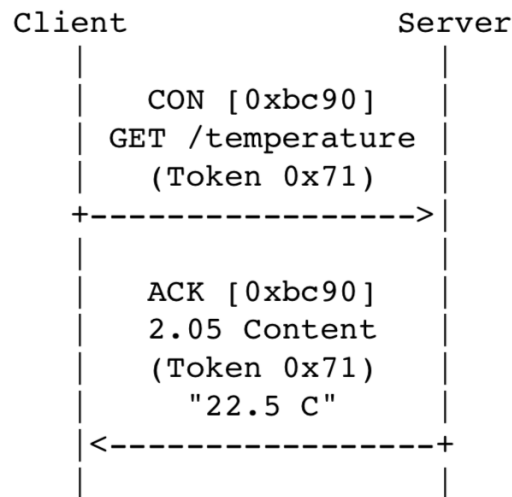 Client Server
CON [0xbc90]
GET /temperature
(Token 0x71)
ACK [0xbc90]
2.05 Content
(Token 0x71)
"22.5 C"